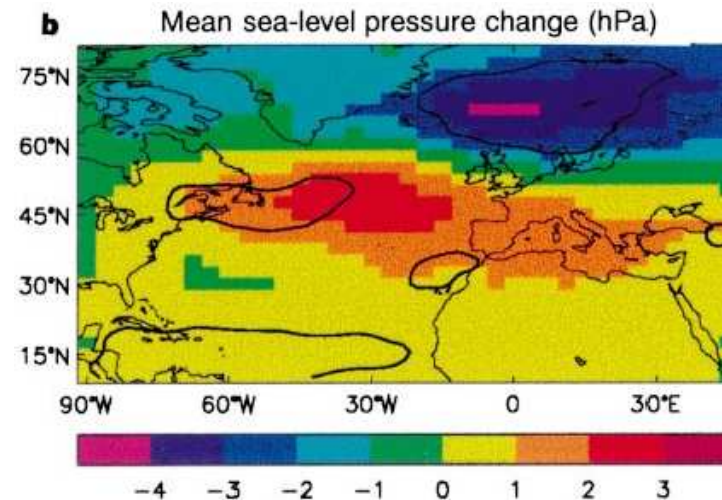 b Mean sea-level pressure change (hPa)
75°N
60°N
45°N
30°N
15°N
90°W 60°W 30°W 0 30°E
-4 -3 -2 -1 0 1 2 3